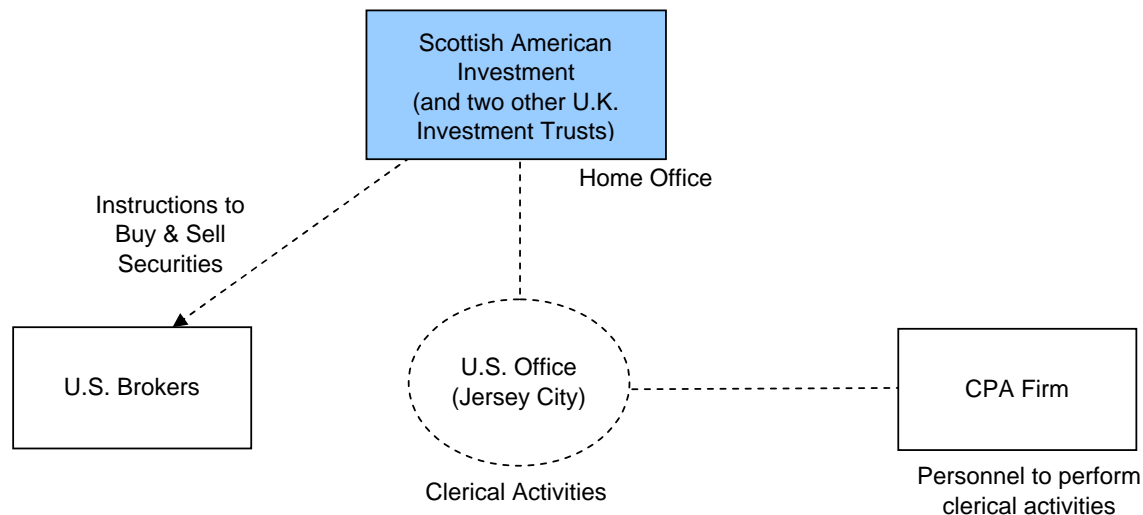 Scottish American
Investment
(and two other U.K.
Investment Trusts)
Home Office
Instructions to
Buy & Sell
Securities
U.S. Brokers
U.S. Office
(Jersey City)
Clerical Activities
CPA Firm
Personnel to perform
clerical activities